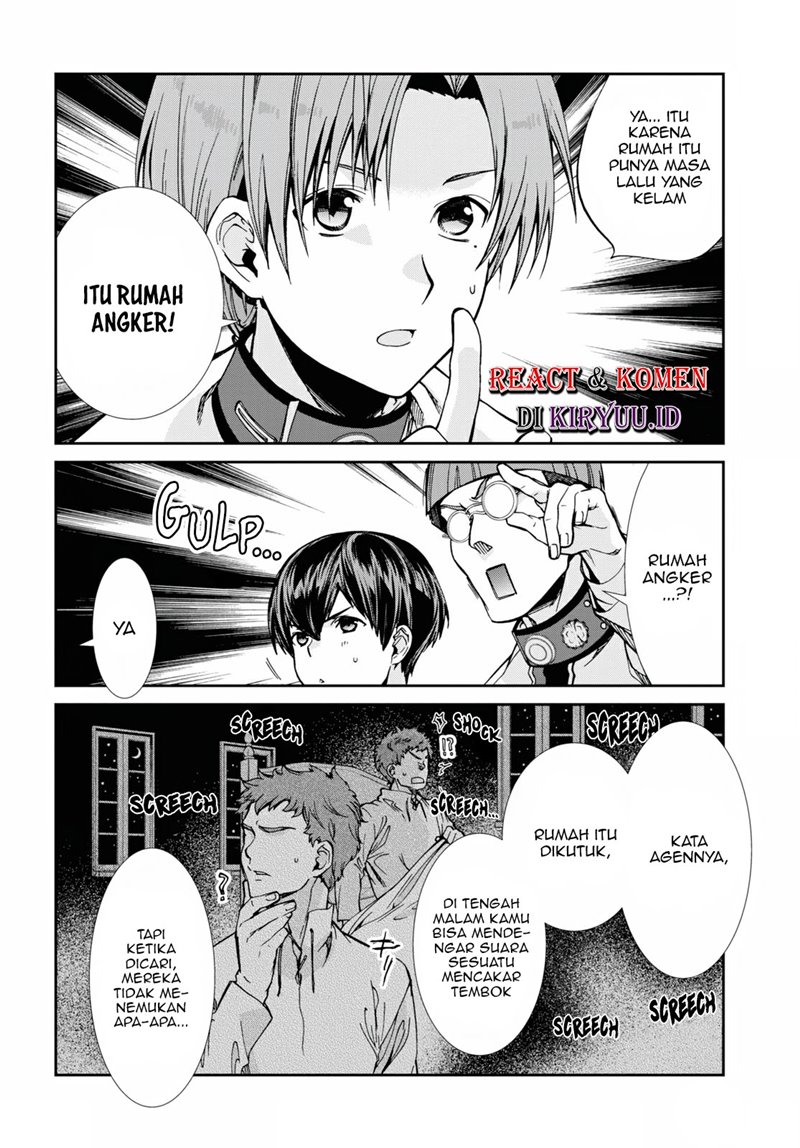 YA... ITU
KARENA
RUMAH ITU
PUNYA MASA
LALU YANG
KELAM
ITU RUMAH
ANGKER!
REACT & KOMEN
DI KIRYUU.ID
GULP...
RUMAH
ANGKER
...?!
YA
SCREECH
SHOCK
!?
SCREECH
SCREECH
SCREECH...
KATA
AGENNYA,
RUMAH ITU
DIKUTUK,
DI TENGAH
MALAM KAMU
BISA MENDE-
NGAR SUARA
SESUATU
MENCAKAR
TEMBOK
?
キッ
TAPI
KETIKA
DICARI,
MEREKA
TIDAK ME-
NEMUKAN
APA-APA...
SCREECH
SCREECH